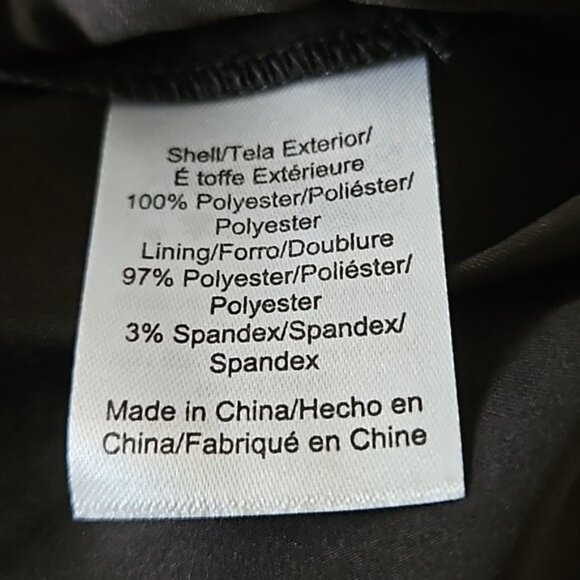 Shell/Tela Exterior/
É toffe Extérieure
100% Polyester/Poliéster/
Polyester
Lining/Forro/Doublure
97% Polyester/Poliéster/
Polyester
3% Spandex/Spandex/
Spandex
Made in China/Hecho en
China/Fabriqué en Chine